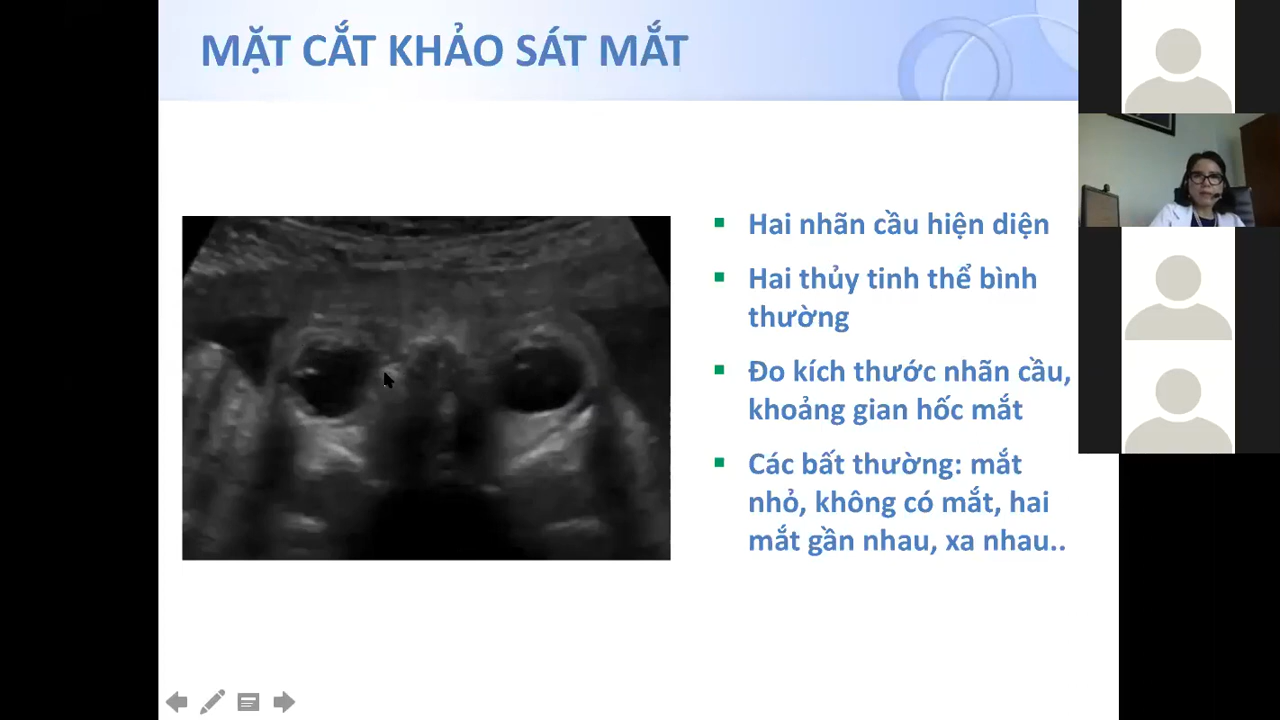 MẶT CẮT KHẢO SÁT MẮT
Hai nhãn cầu hiện diện
Hai thủy tinh thể bình
thường
Đo kích thước nhãn cầu,
khoảng gian hốc mắt
Các bất thường: mắt
nhỏ, không có mắt, hai
mắt gần nhau, xa nhau..